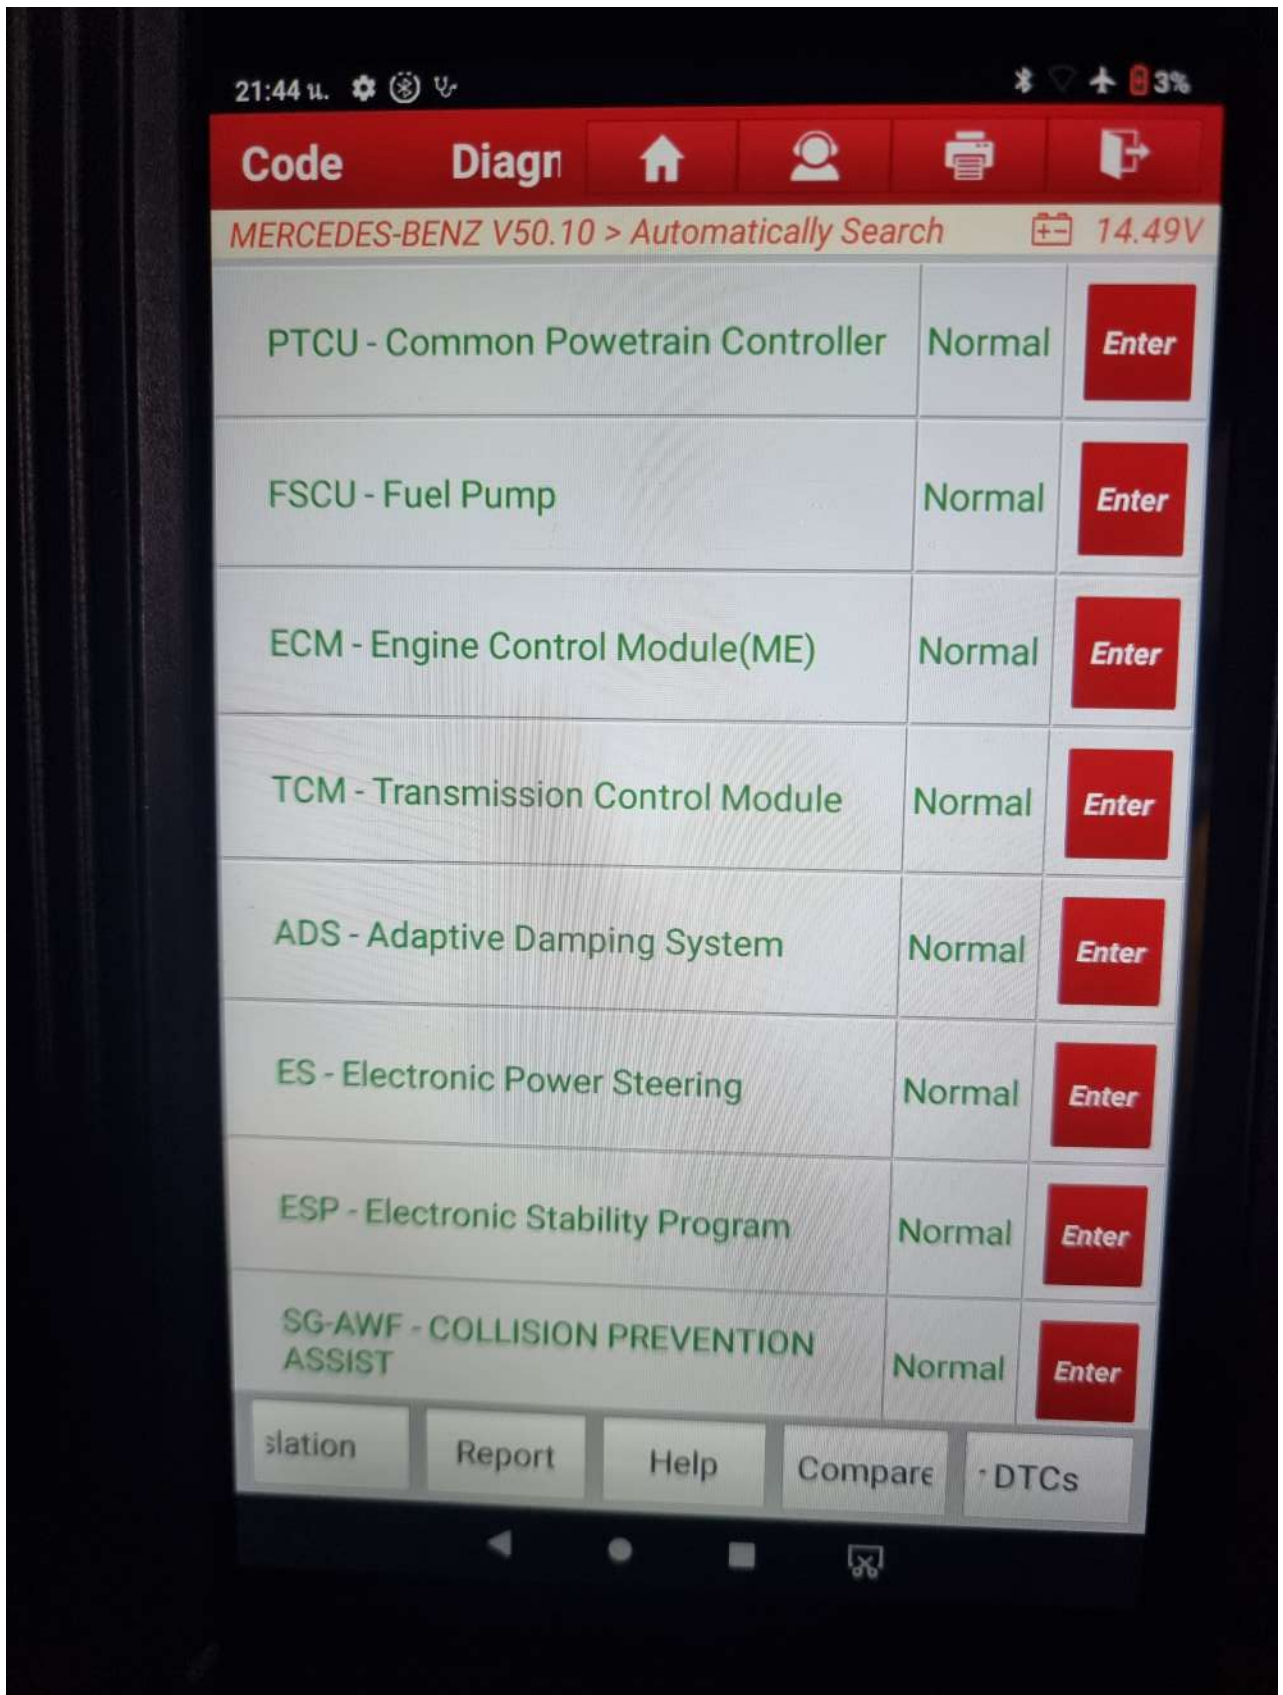 21:44 น. 3%
Code Diagn
MERCEDES-BENZ V50.10 > Automatically Search 14.49V
PTCU - Common Powetrain Controller Normal Enter
FSCU - Fuel Pump Normal Enter
ECM - Engine Control Module(ME) Normal Enter
TCM - Transmission Control Module Normal Enter
ADS - Adaptive Damping System Normal Enter
ES - Electronic Power Steering Normal Enter
ESP - Electronic Stability Program Normal Enter
SG-AWF - COLLISION PREVENTION
ASSIST Normal Enter
slation Report Help Compare DTCs